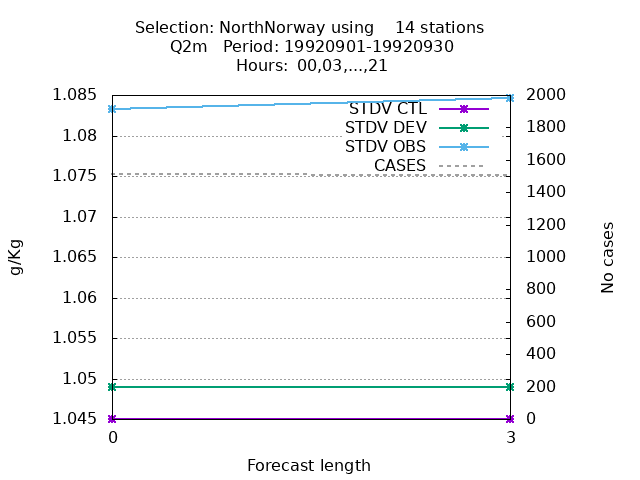 Selection: NorthNorway using    14 stations
Q2m   Period: 19920901-19920930
Hours: 00,03,...,21
1.085
1.08
1.075
1.07
1.065
1.06
1.055
1.05
1.045
g/Kg
STDV CTL
STDV DEV
STDV OBS
CASES
2000
1800
1600
1400
1200
1000
800
600
400
200
0
No cases
0
3
Forecast length